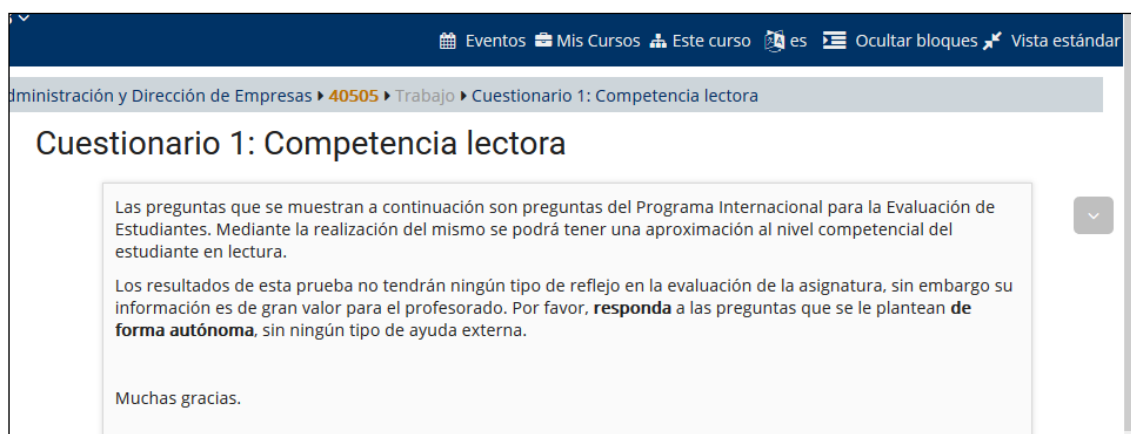 Eventos Mis Cursos Este curso es Ocultar bloques Vista estándar
dministración y Dirección de Empresas 40505 Trabajo Cuestionario 1: Competencia lectora
Cuestionario 1: Competencia lectora
Las preguntas que se muestran a continuación son preguntas del Programa Internacional para la Evaluación de
Estudiantes. Mediante la realización del mismo se podrá tener una aproximación al nivel competencial del
estudiante en lectura.
Los resultados de esta prueba no tendrán ningún tipo de reflejo en la evaluación de la asignatura, sin embargo su
información es de gran valor para el profesorado. Por favor, responda a las preguntas que se le plantean de
forma autónoma, sin ningún tipo de ayuda externa.
Muchas gracias.